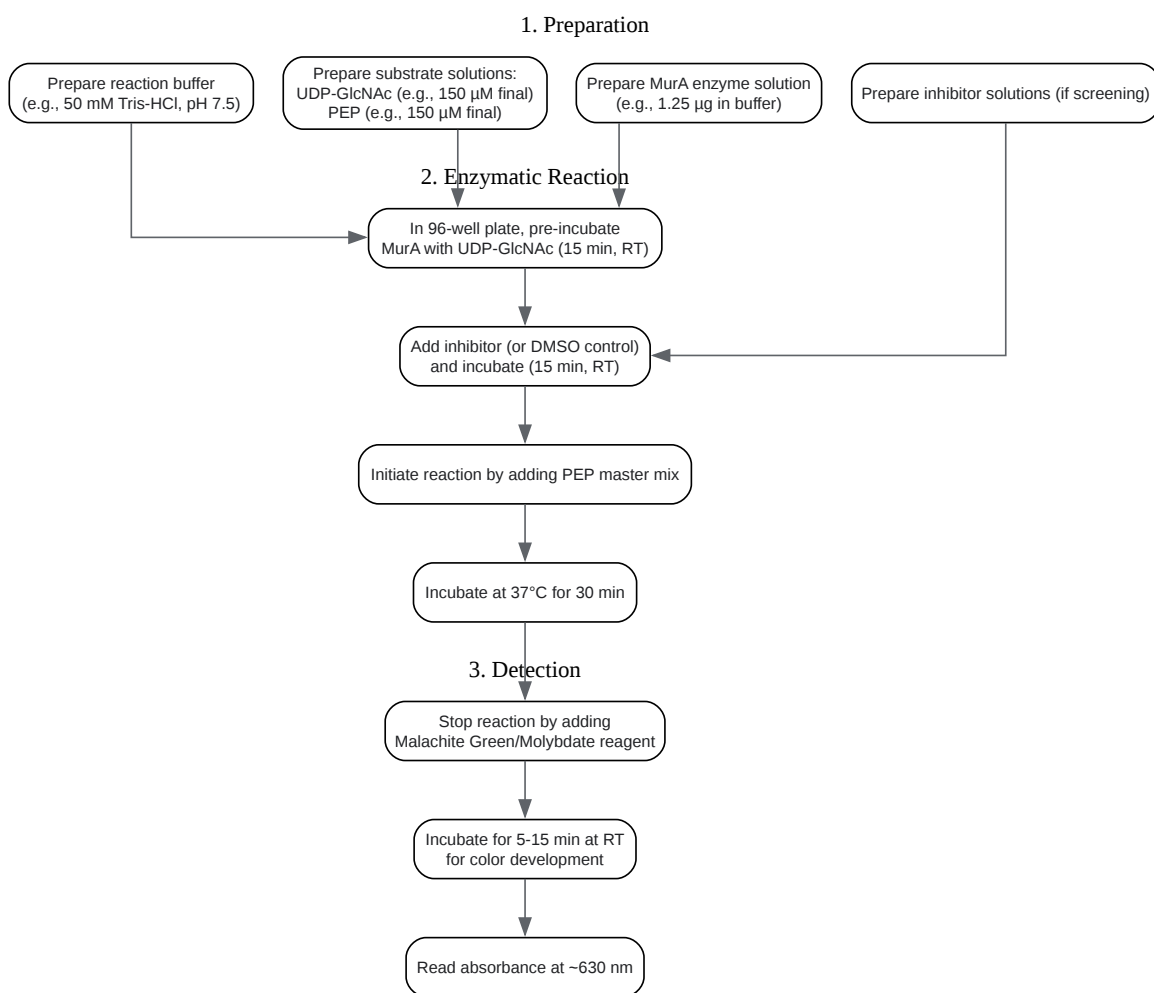 1. Preparation
Prepare reaction buffer
(e.g., 50 mM Tris-HCl, pH 7.5)
Prepare substrate solutions:
UDP-GlcNAc (e.g., 150 µM final)
PEP (e.g., 150 µM final)
Prepare MurA enzyme solution
(e.g., 1.25 µg in buffer)
Prepare inhibitor solutions (if screening)
2. Enzymatic Reaction
In 96-well plate, pre-incubate
MurA with UDP-GlcNAc (15 min, RT)
Add inhibitor (or DMSO control)
and incubate (15 min, RT)
Initiate reaction by adding PEP master mix
Incubate at 37°C for 30 min
3. Detection
Stop reaction by adding
Malachite Green/Molybdate reagent
Incubate for 5-15 min at RT
for color development
Read absorbance at ~630 nm